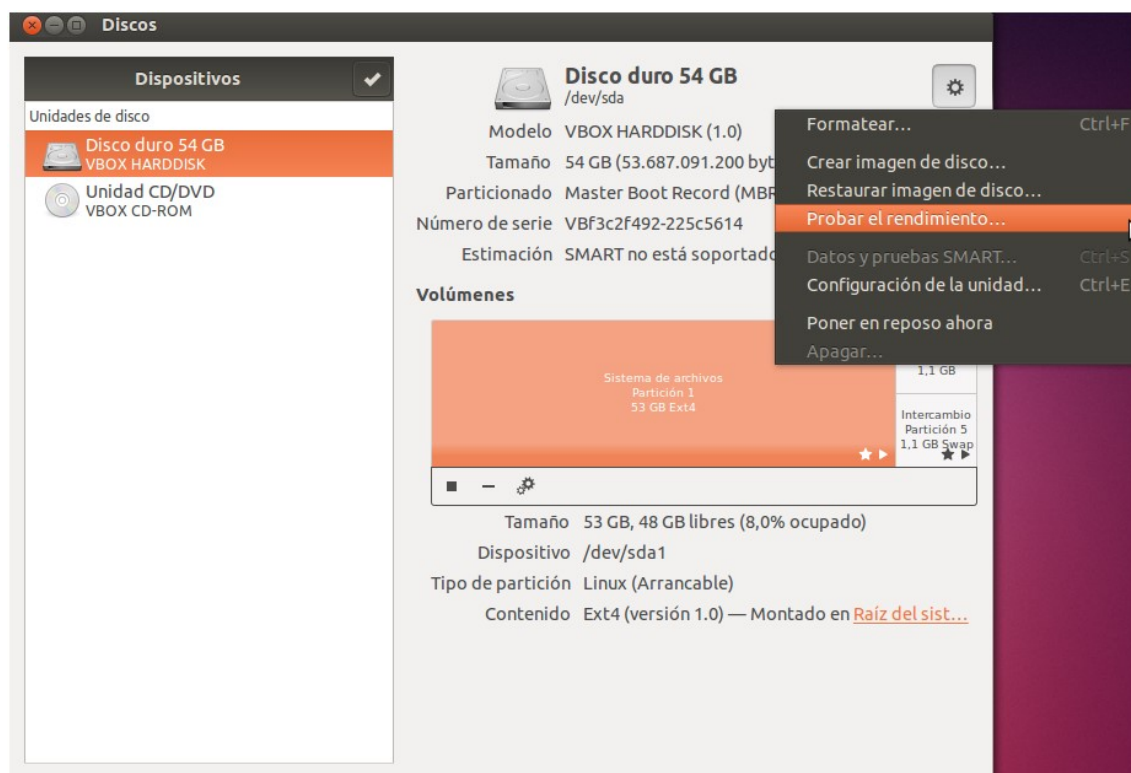 Discos
Dispositivos
Unidades de disco
Disco duro 54 GB
VBOX HARDDISK
Unidad CD/DVD
VBOX CD-ROM
Disco duro 54 GB
/dev/sda
Modelo VBOX HARDDISK (1.0)
Tamaño 54 GB (53.687.091.200 byt
Particionado Master Boot Record (MBR
Número de serie VBf3c2f492-225c5614
Estimación SMART no está soportado
Formatear... Ctrl+F
Crear imagen de disco...
Restaurar imagen de disco...
Probar el rendimiento...
Datos y pruebas SMART... Ctrl+S
Configuración de la unidad... Ctrl+E
Poner en reposo ahora
Apagar...
Volúmenes
Sistema de archivos
Partición 1
53 GB Ext4
1,1 GB
Intercambio
Partición 5
1,1 GB Swap
Tamaño 53 GB, 48 GB libres (8,0% ocupado)
Dispositivo /dev/sda1
Tipo de partición Linux (Arrancable)
Contenido Ext4 (versión 1.0) — Montado en Raíz del sist...